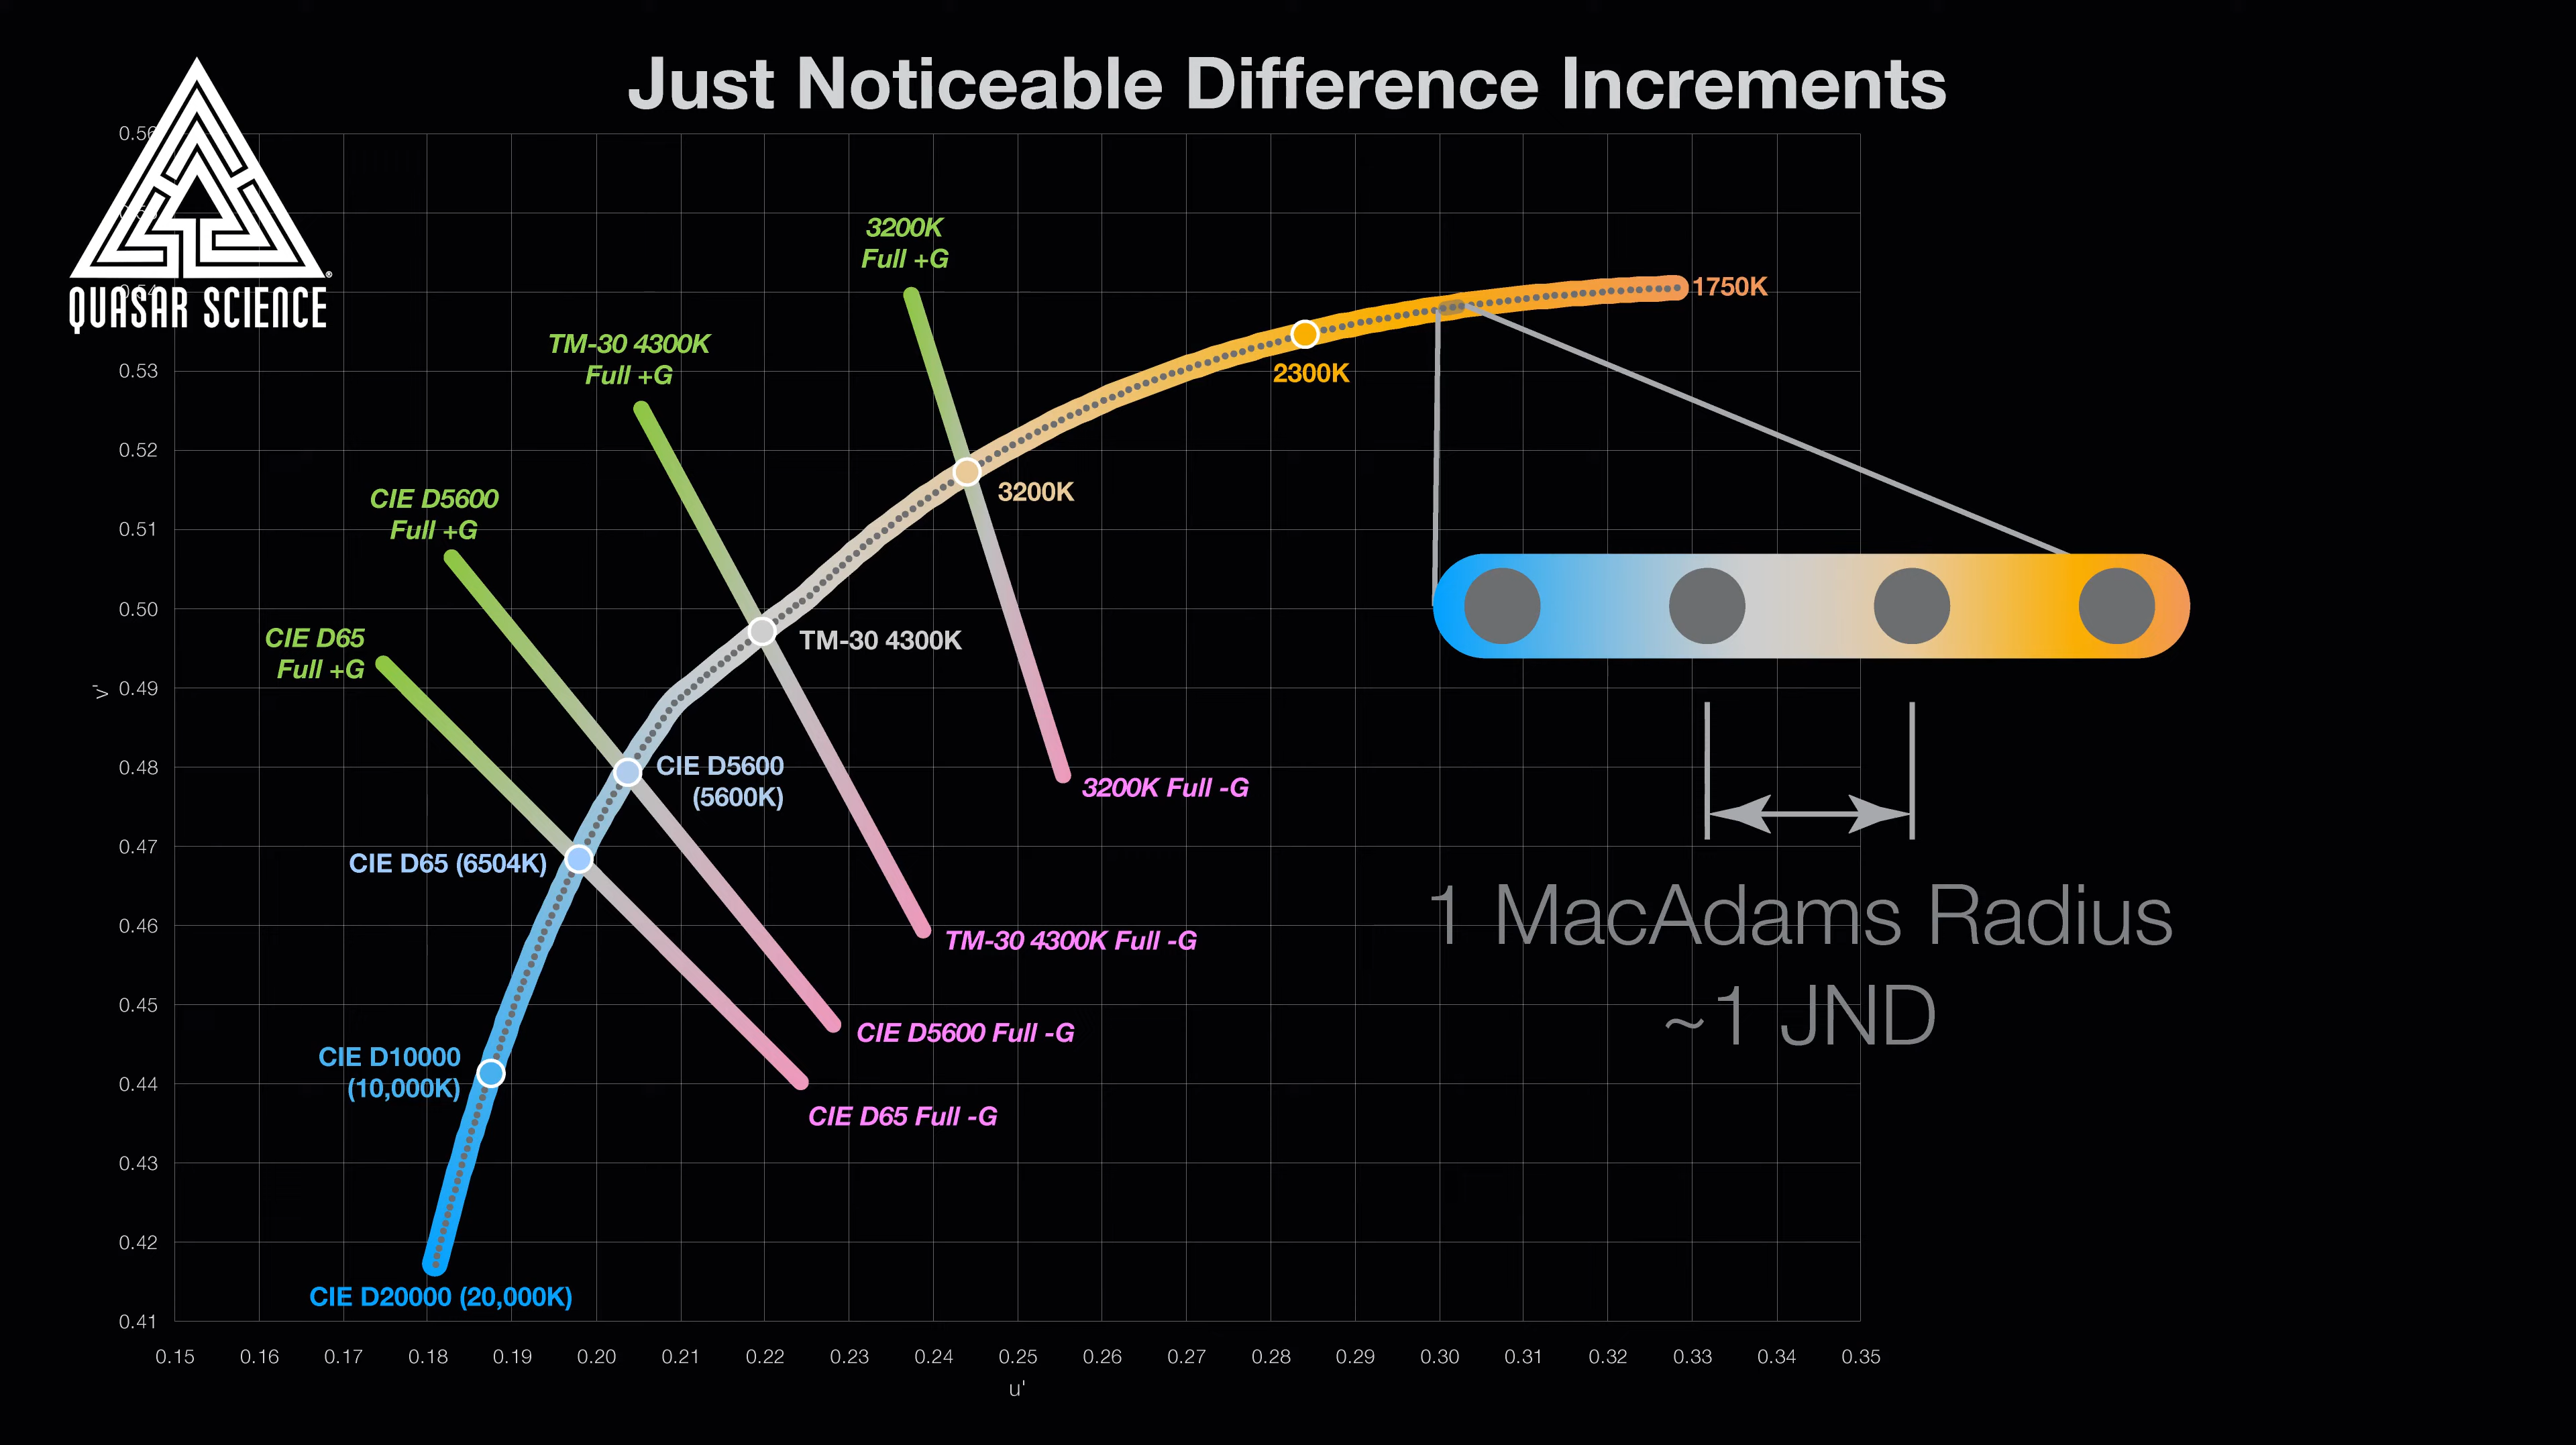 Just Noticeable Difference Increments
QUASAR SCIENCE
®
0.56
0.54
0.53
0.52
0.51
0.50
0.49
0.48
0.47
0.46
0.45
0.44
0.43
0.42
0.41
v'
3200K
Full +G
TM-30 4300K
Full +G
CIE D5600
Full +G
CIE D65
Full +G
1750K
2300K
3200K
TM-30 4300K
CIE D5600
(5600K)
CIE D65 (6504K)
CIE D10000
(10,000K)
CIE D20000 (20,000K)
3200K Full -G
TM-30 4300K Full -G
CIE D5600 Full -G
CIE D65 Full -G
1 MacAdams Radius
~1 JND
0.15 0.16 0.17 0.18 0.19 0.20 0.21 0.22 0.23 0.24 0.25 0.26 0.27 0.28 0.29 0.30 0.31 0.32 0.33 0.34 0.35
u'